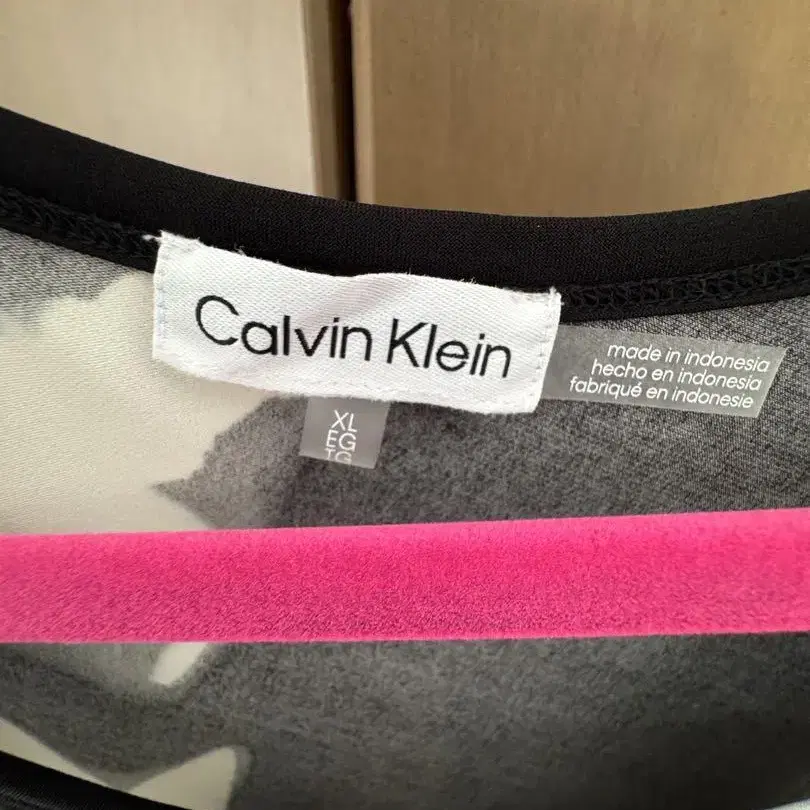 Calvin Klein
made in indonesia
hecho en indonesia
fabriqué en indonesie
XL
EG
TG